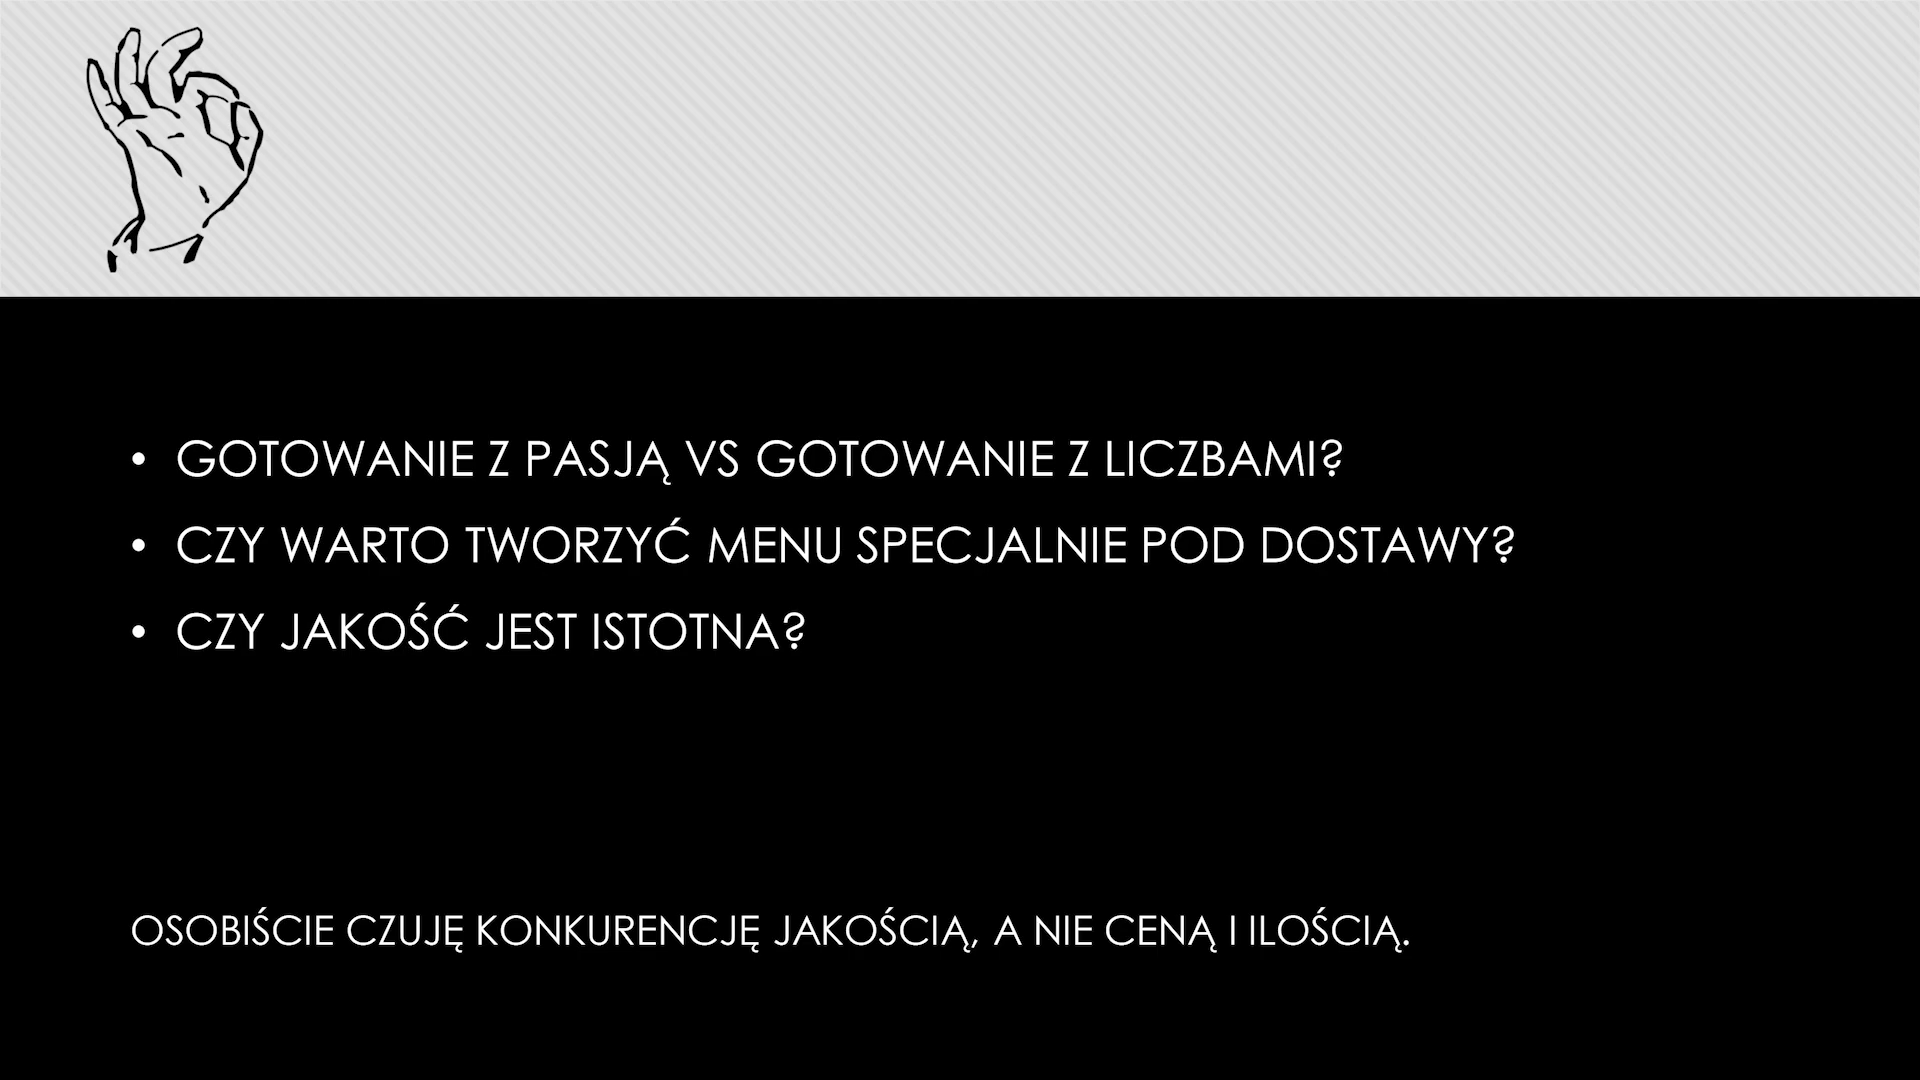 • GOTOWANIE Z PASJĄ VS GOTOWANIE Z LICZBAMI?
• CZY WARTO TWORZYĆ MENU SPECJALNIE POD DOSTAWY?
• CZY JAKOŚĆ JEST ISTOTNA?
OSOBIŚCIE CZUJĘ KONKURENCJĘ JAKOŚCIĄ, A NIE CENĄ I ILOŚCIĄ.